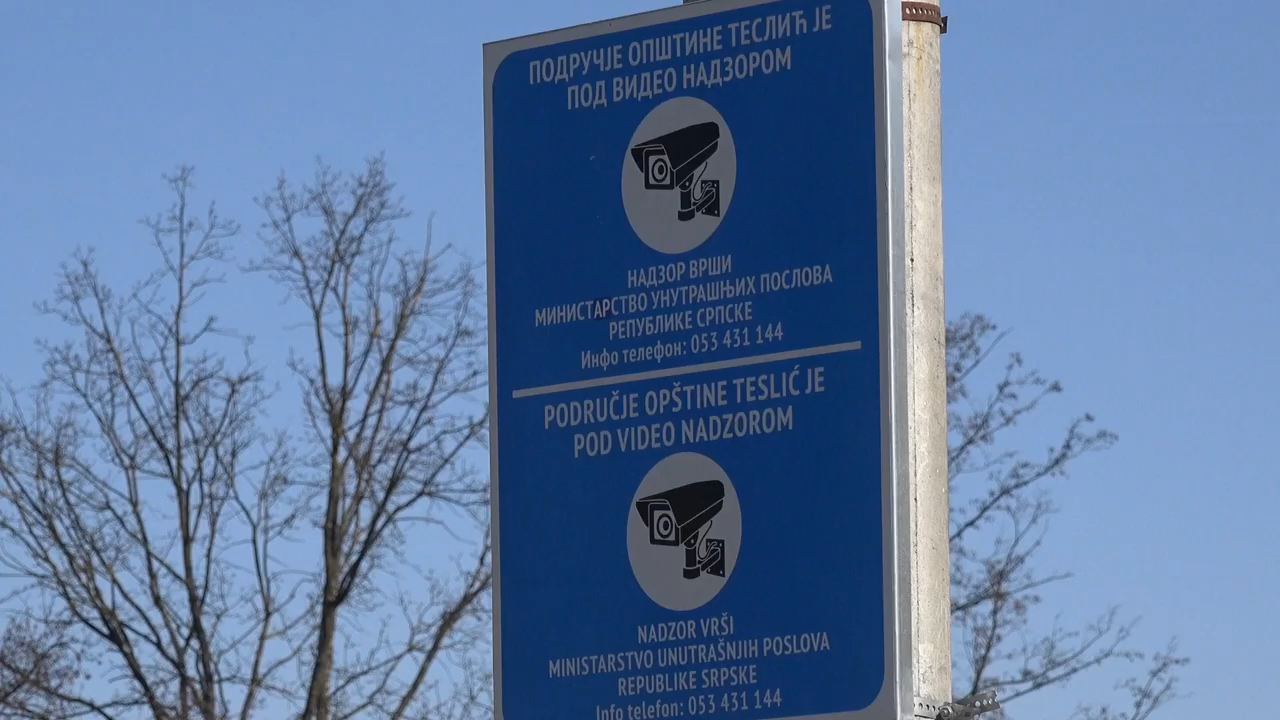 ПОДРУЧЈЕ ОПШТИНЕ ТЕСЛИЋ ЈЕ
ПОД ВИДЕО НАДЗОРОМ
НАДЗОР ВРШИ
МИНИСТАРСТВО УНУТРАШЊИХ ПОСЛОВА
РЕПУБЛИКЕ СРПСКЕ
Инфо телефон: 053 431 144
PODRUČJE OPŠTINE TESLIĆ JE
POD VIDEO NADZOROM
NADZOR VRŠI
MINISTARSTVO UNUTRAŠNJIH POSLOVA
REPUBLIKE SRPSKE
Info telefon: 053 431 144